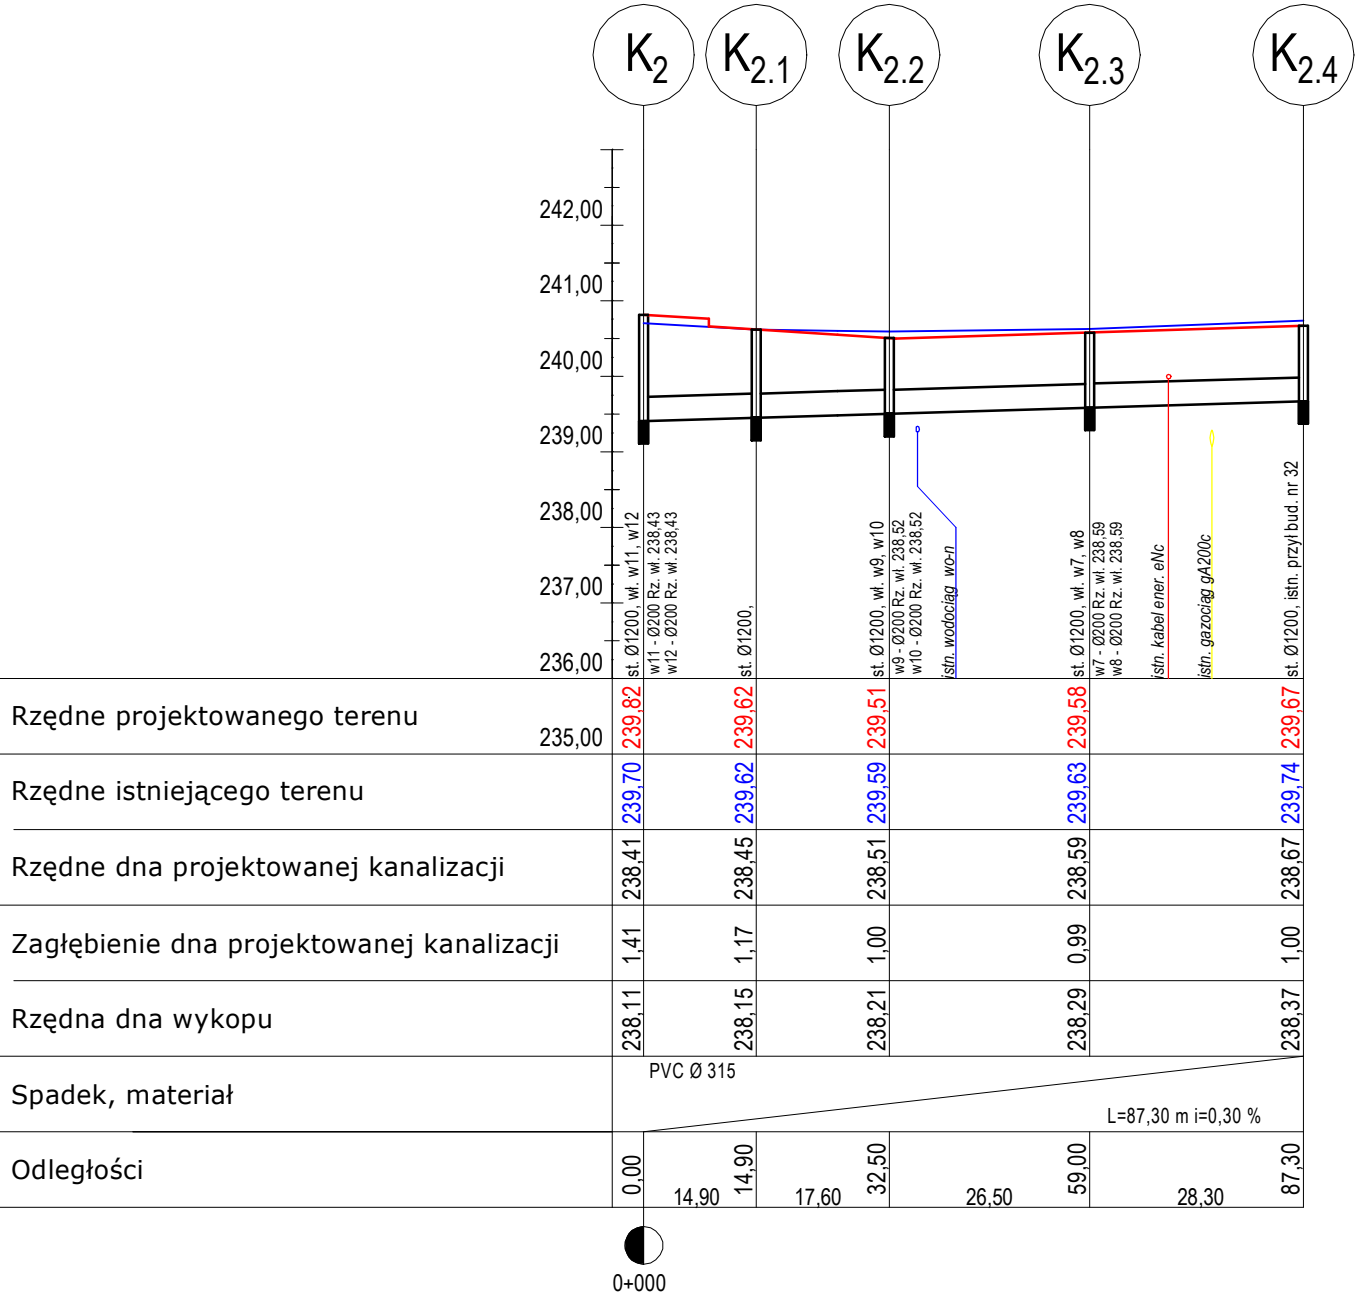 K2 K2.1 K2.2 K2.3 K2.4
242,00
241,00
240,00
239,00
238,00
237,00
236,00
235,00
st. Ø1200, wł. w11, w12
w11 - Ø200 Rz. wł. 238,43
w12 - Ø200 Rz. wł. 238,43
st. Ø1200,
st. Ø1200, wł. w9, w10
w9 - Ø200 Rz. wł. 238,52
w10 - Ø200 Rz. wł. 238,52
istn. wodociąg wo-n
st. Ø1200, wł. w7, w8
w7 - Ø200 Rz. wł. 238,59
w8 - Ø200 Rz. wł. 238,59
istn. kabel ener. eNc
istn. gazociąg gA200c
st. Ø1200, istn. przył bud. nr 32
Rzędne projektowanego terenu 239,82 239,62 239,51 239,58 239,67
Rzędne istniejącego terenu 239,70 239,62 239,59 239,63 239,74
Rzędne dna projektowanej kanalizacji 238,41 238,45 238,51 238,59 238,67
Zagłębienie dna projektowanej kanalizacji 1,41 1,17 1,00 0,99 1,00
Rzędna dna wykopu 238,11 238,15 238,21 238,29 238,37
Spadek, materiał PVC Ø 315 L=87,30 m i=0,30 %
Odległości 0,00 14,90 14,90 17,60 32,50 26,50 59,00 28,30 87,30
0+000